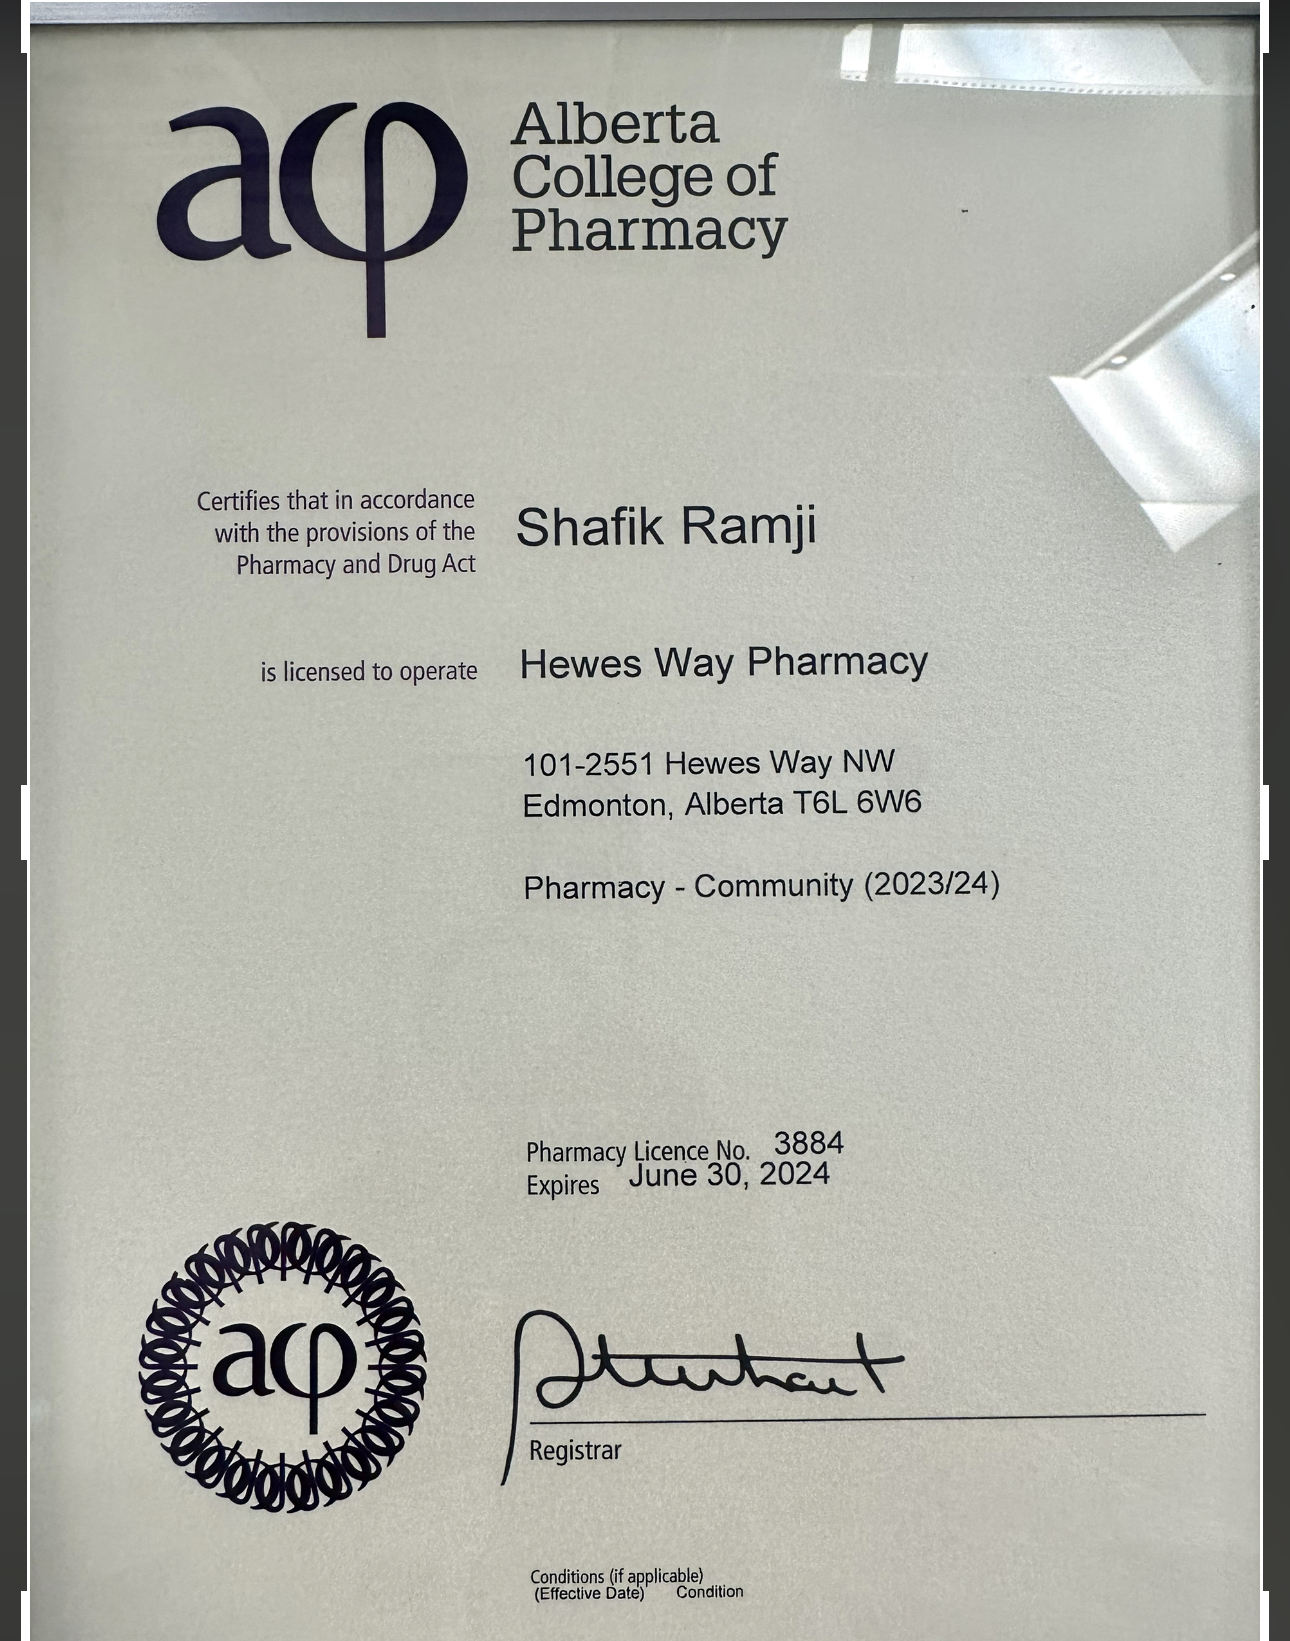 aφ
Alberta
College of
Pharmacy
Certifies that in accordance
with the provisions of the
Pharmacy and Drug Act
Shafik Ramji
is licensed to operate
Hewes Way Pharmacy
101-2551 Hewes Way NW
Edmonton, Alberta T6L 6W6
Pharmacy - Community (2023/24)
Pharmacy Licence No. 3884
Expires June 30, 2024
aφ
Registrar
Conditions (if applicable)
(Effective Date) Condition